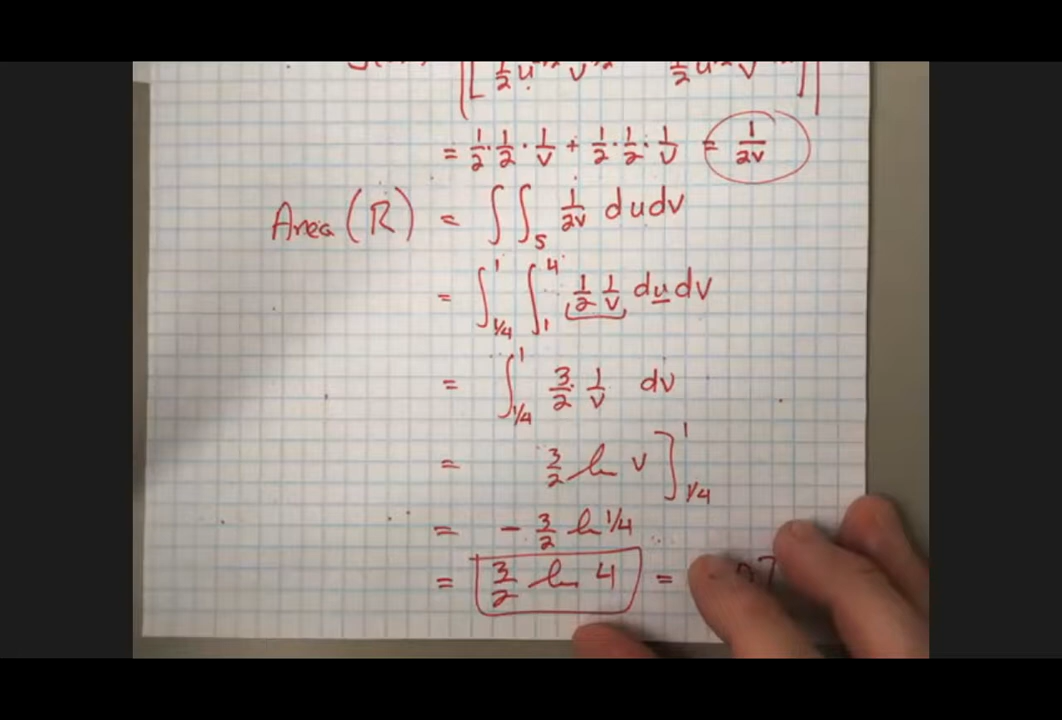 = 1/2 · 1/2 · 1/v + 1/2 · 1/2 · 1/v = 1/2v
Area (R) = ∫∫_S 1/2v du dv
= ∫_{1/4}^{1} ∫_{1}^{4} 1/2 1/v du dv
= ∫_{1/4}^{1} 3/2 · 1/v dv
= 3/2 ln v ]_{1/4}^{1}
= - 3/2 ln 1/4
= 3/2 ln 4 =